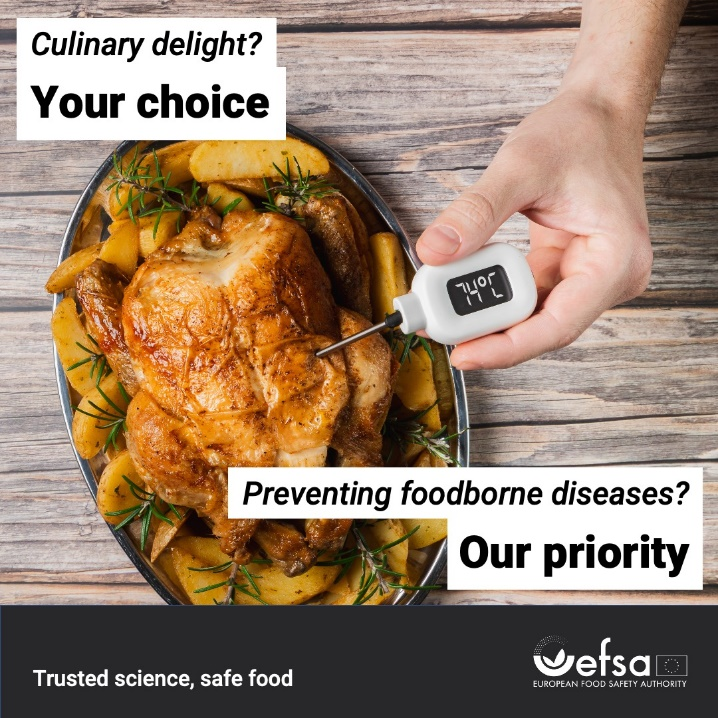 Culinary delight?
Your choice
74°C
Preventing foodborne diseases?
Our priority
Trusted science, safe food
efsa
EUROPEAN FOOD SAFETY AUTHORITY